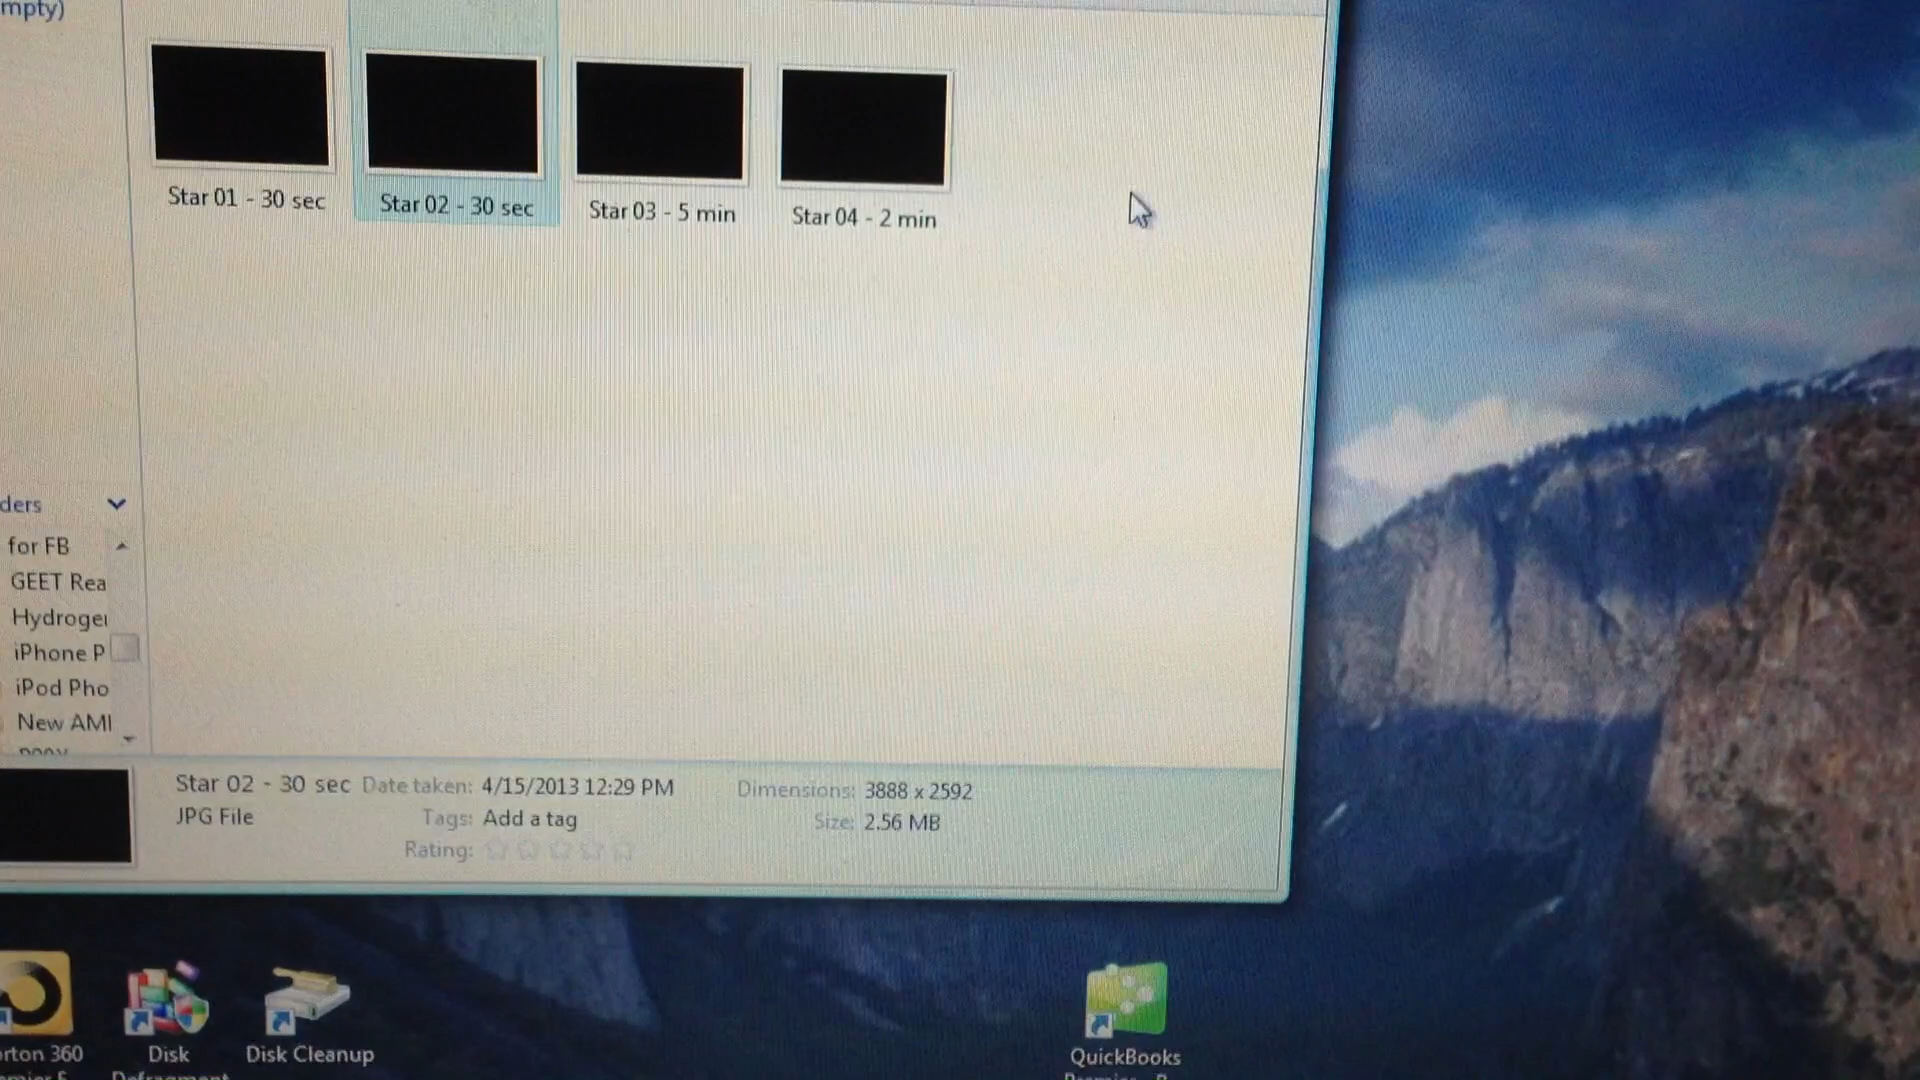 mpty)
Star 01 - 30 sec
Star 02 - 30 sec
Star 03 - 5 min
Star 04 - 2 min
ders
for FB
GEET Rea
Hydroge
iPhone P
iPod Pho
New AMI
Star 02 - 30 sec Date taken: 4/15/2013 12:29 PM Dimensions: 3888 x 2592
JPG File Tags: Add a tag Size: 2.56 MB
Rating:
orton 360
Disk
Defragment
Disk Cleanup
QuickBooks